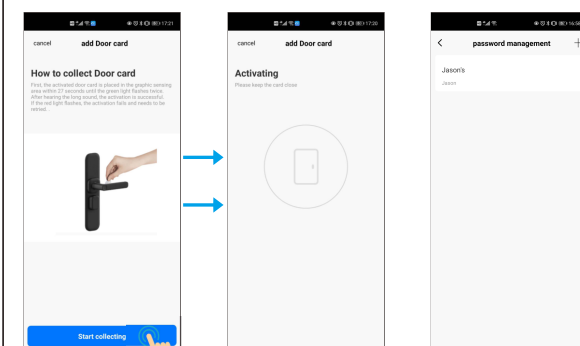 17:21
cancel add Door card
How to collect Door card
First, the activated door card is placed in the graphic sensing
area within 27 seconds until the green light flashes twice
After hearing the long sound, the activation is successful,
If the red light flashes, the activation fails and needs to be
Start collecting
17:20
cancel add Door card
Activating
Please keep the card close
16:58
password management
Jason's
Jason